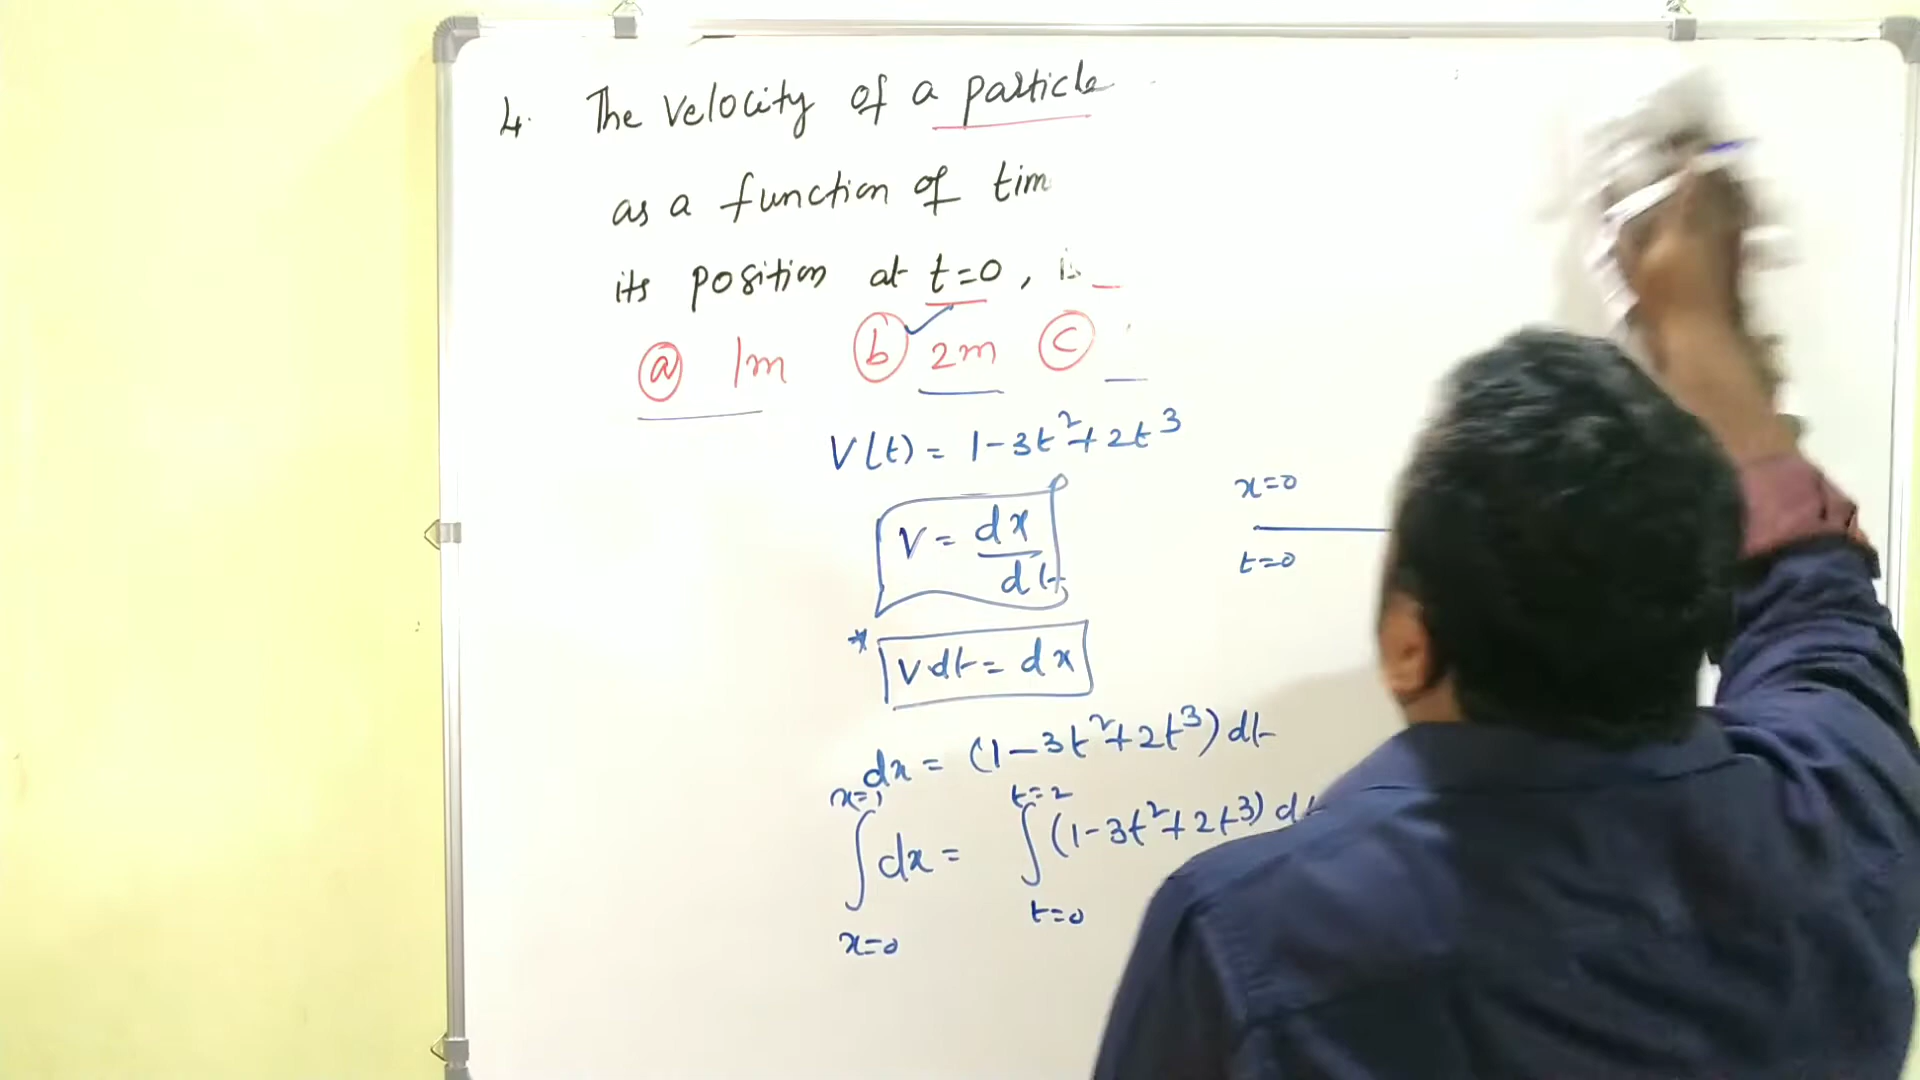 4. The Velocity of a particle
as a function of tim
its position at t=0, is
ⓐ 1m ⓑ 2m ⓒ
V(t) = 1-3t²+2t³
V = dx/dt
x=0
t=0
* Vdt = dx
dx = (1-3t²+2t³) dt
x=1 t=2
∫dx = ∫(1-3t²+2t³) dt
x=0 t=0